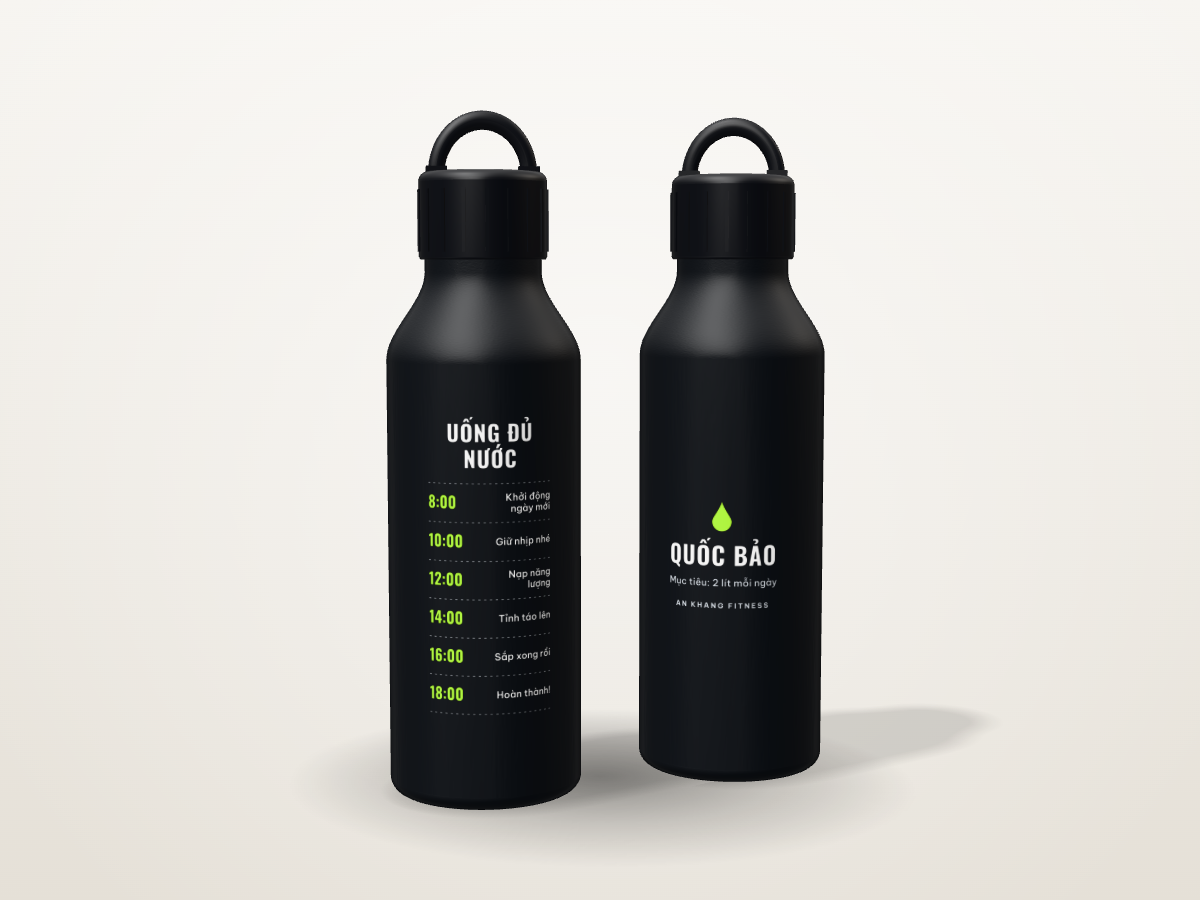 UỐNG ĐỦ
NƯỚC
8:00
Khởi động
ngày mới
10:00
Giữ nhịp nhé
12:00
Nạp năng
lượng
14:00
Tỉnh táo lên
16:00
Sắp xong rồi
18:00
Hoàn thành!
QUỐC BẢO
Mục tiêu: 2 lít mỗi ngày
AN KHANG FITNESS